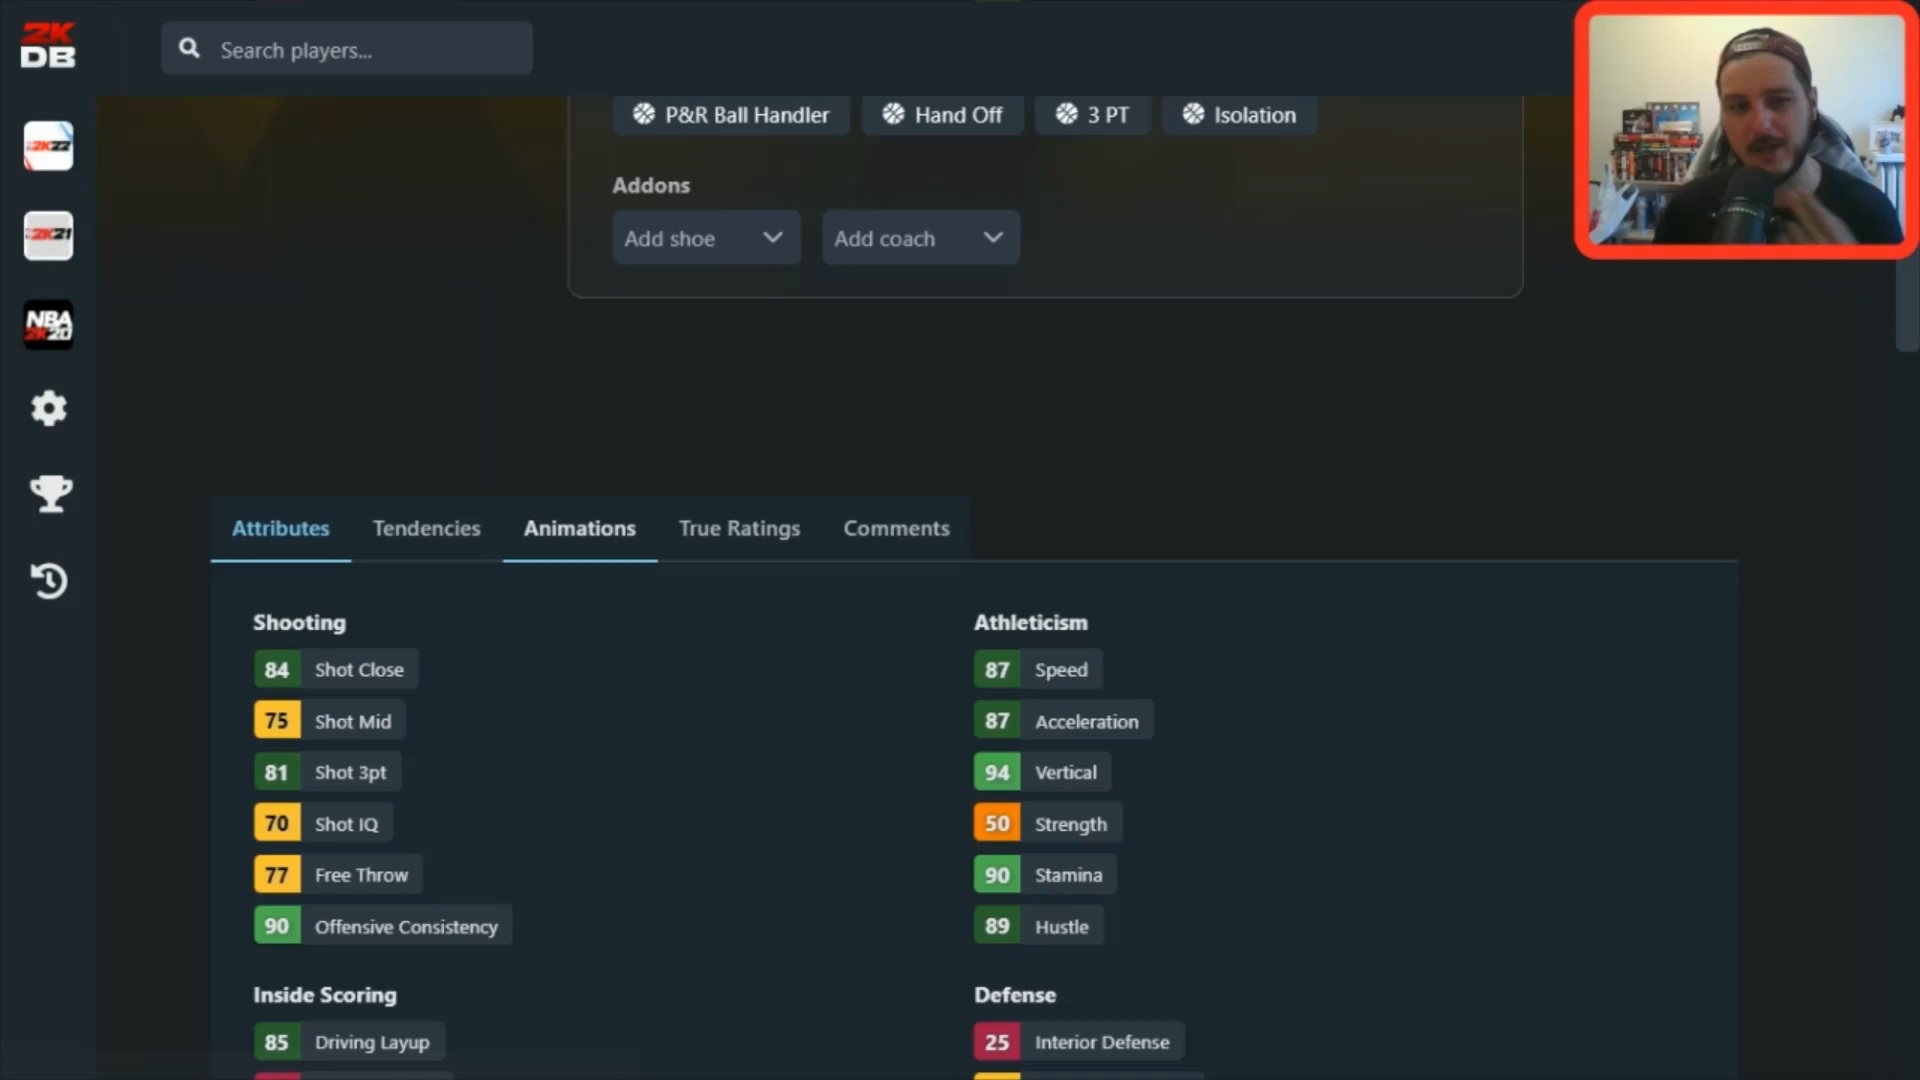 2K
DB
Search players...
P&R Ball Handler
Hand Off
3 PT
Isolation
2K22
2K21
NBA
2K20
Addons
Add shoe
Add coach
Attributes
Tendencies
Animations
True Ratings
Comments
Shooting
84 Shot Close
75 Shot Mid
81 Shot 3pt
70 Shot IQ
77 Free Throw
90 Offensive Consistency
Inside Scoring
85 Driving Layup
Athleticism
87 Speed
87 Acceleration
94 Vertical
50 Strength
90 Stamina
89 Hustle
Defense
25 Interior Defense